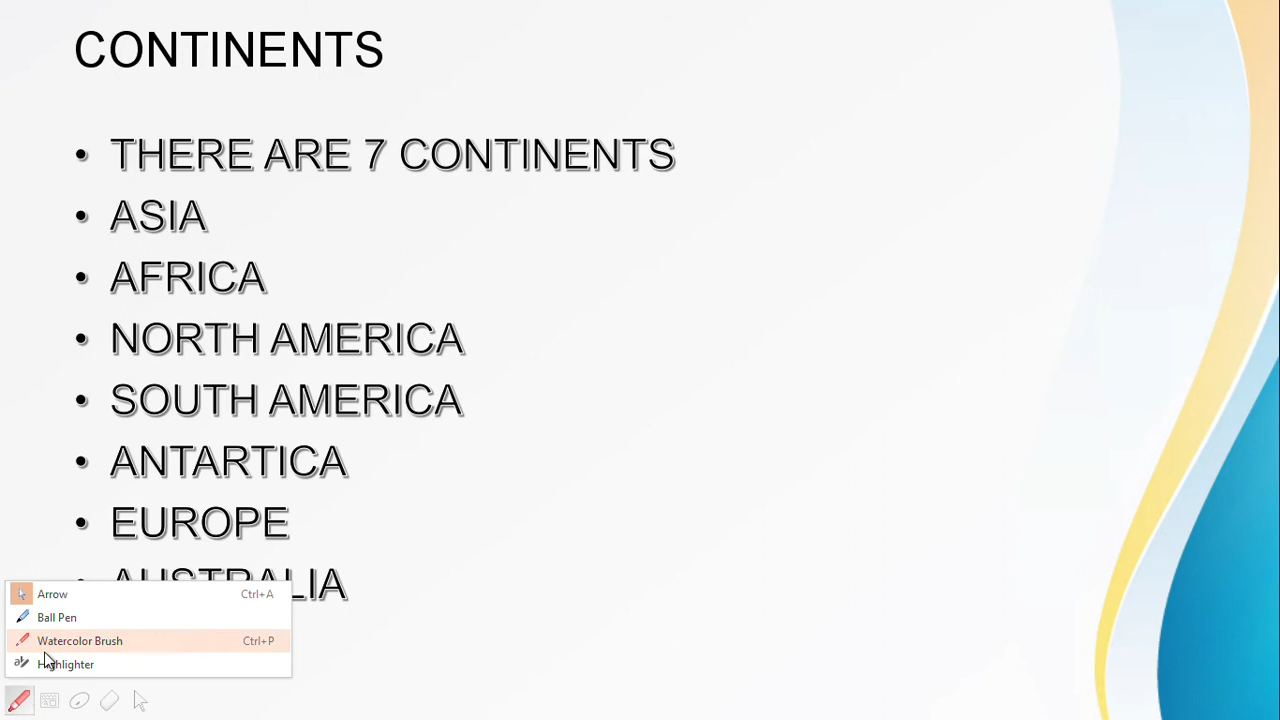 CONTINENTS
• THERE ARE 7 CONTINENTS
• ASIA
• AFRICA
• NORTH AMERICA
• SOUTH AMERICA
• ANTARTICA
• EUROPE
• AUSTRALIA
Arrow Ctrl+A
Ball Pen
Watercolor Brush Ctrl+P
Highlighter